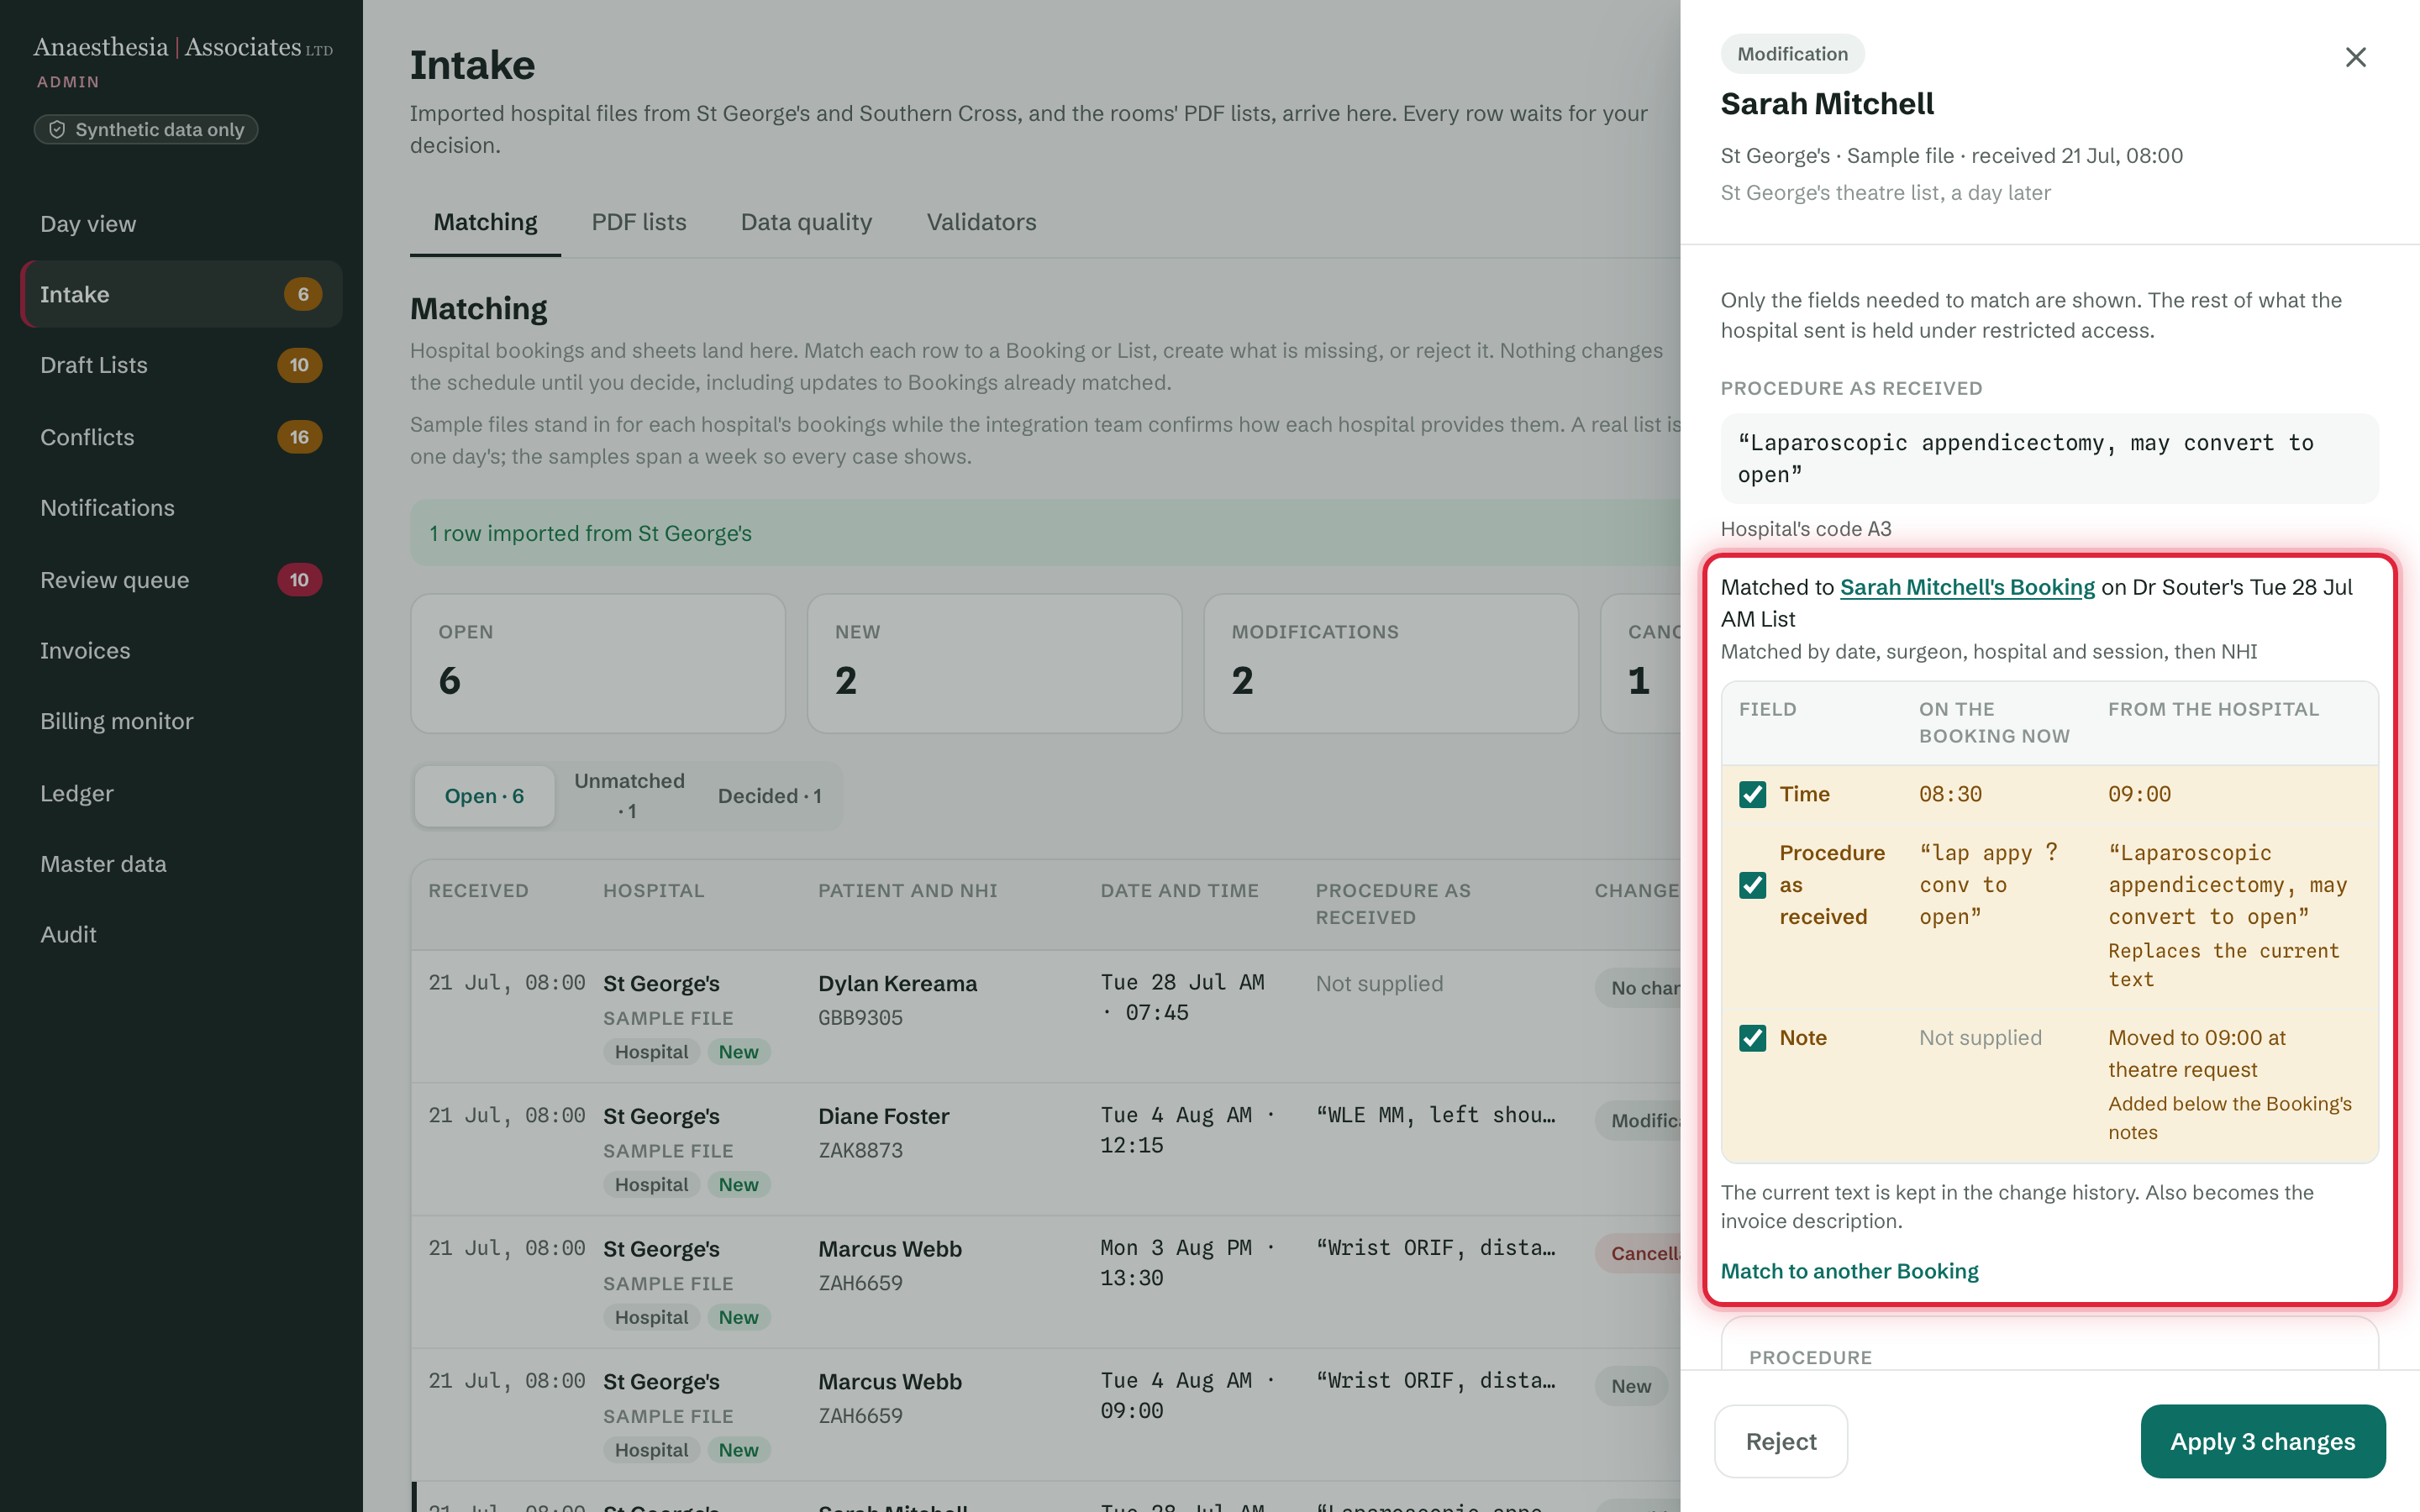 Anaesthesia | Associates LTD
ADMIN
Synthetic data only
Day view
Intake 6
Draft Lists 10
Conflicts 16
Notifications
Review queue 10
Invoices
Billing monitor
Ledger
Master data
Audit
Intake
Imported hospital files from St George's and Southern Cross, and the rooms' PDF lists, arrive here. Every row waits for your
decision.
Matching PDF lists Data quality Validators
Matching
Hospital bookings and sheets land here. Match each row to a Booking or List, create what is missing, or reject it. Nothing changes
the schedule until you decide, including updates to Bookings already matched.
Sample files stand in for each hospital's bookings while the integration team confirms how each hospital provides them. A real list is
one day's; the samples span a week so every case shows.
1 row imported from St George's
OPEN
6
NEW
2
MODIFICATIONS
2
CANC
1
Open · 6
Unmatched
· 1
Decided · 1
RECEIVED HOSPITAL PATIENT AND NHI DATE AND TIME PROCEDURE AS
RECEIVED
CHANGE
21 Jul, 08:00 St George's Dylan Kereama Tue 28 Jul AM Not supplied No char
SAMPLE FILE GBB9305 · 07:45
Hospital New
21 Jul, 08:00 St George's Diane Foster Tue 4 Aug AM · “WLE MM, left shou… Modifica
SAMPLE FILE ZAK8873 12:15
Hospital New
21 Jul, 08:00 St George's Marcus Webb Mon 3 Aug PM · “Wrist ORIF, dista… Cancella
SAMPLE FILE ZAH6659 13:30
Hospital New
21 Jul, 08:00 St George's Marcus Webb Tue 4 Aug AM · “Wrist ORIF, dista… New
SAMPLE FILE ZAH6659 09:00
Hospital New
21 Jul, 08:00 St George's Sarah Mitchell Tue 28 Jul AM “Laparoscopic appe…
Modification
Sarah Mitchell
St George's · Sample file · received 21 Jul, 08:00
St George's theatre list, a day later
Only the fields needed to match are shown. The rest of what the
hospital sent is held under restricted access.
PROCEDURE AS RECEIVED
“Laparoscopic appendicectomy, may convert to
open”
Hospital's code A3
Matched to Sarah Mitchell's Booking on Dr Souter's Tue 28 Jul
AM List
Matched by date, surgeon, hospital and session, then NHI
FIELD ON THE FROM THE HOSPITAL
BOOKING NOW
Time 08:30 09:00
Procedure “lap appy ? “Laparoscopic
as conv to appendicectomy, may
received open” convert to open”
Replaces the current
text
Note Not supplied Moved to 09:00 at
theatre request
Added below the Booking's
notes
The current text is kept in the change history. Also becomes the
invoice description.
Match to another Booking
PROCEDURE
Reject Apply 3 changes